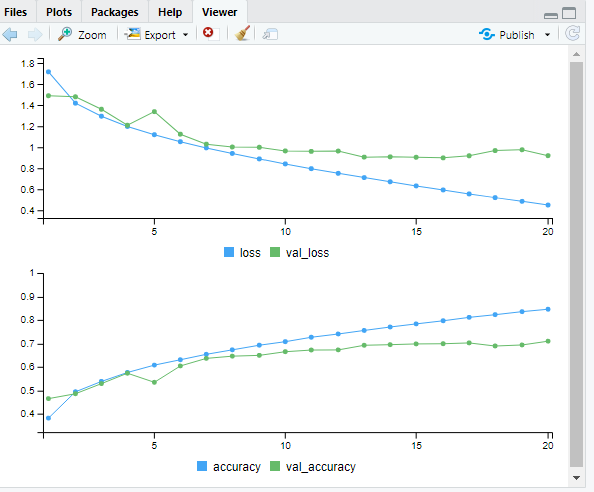 Files Plots Packages Help Viewer
Zoom Export Publish
1.8
1.6
1.4
1.2
1
0.8
0.6
0.4
5 10 15 20
loss val_loss
1
0.9
0.8
0.7
0.6
0.5
0.4
5 10 15 20
accuracy val_accuracy